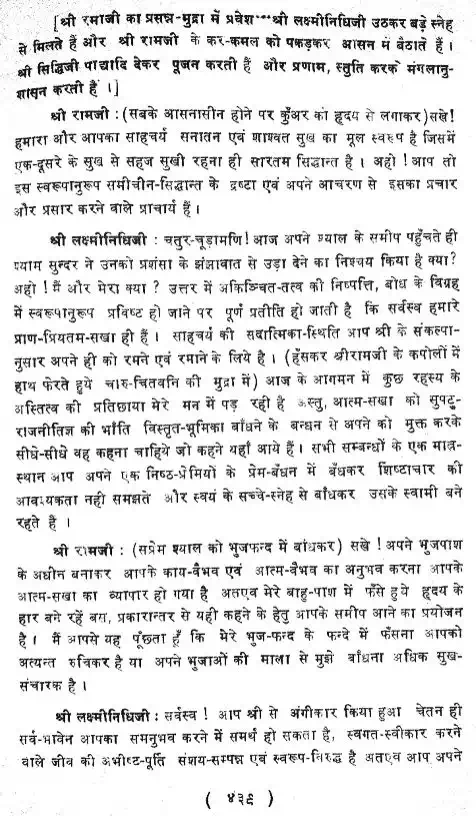 [ श्री रमाजी का प्रसन्न-मुद्रा में प्रवेश···श्री लक्ष्मीनिधिजी उठकर बड़े स्नेह
से मिलते हैं और श्री रामजी के कर-कमल को पकड़कर आसन में बैठाते हैं।
श्री सिद्धिजी पाद्यादि देकर पूजन करती हैं और प्रणाम, स्तुति करके मंगलानु-
शासन करती हैं ।]
श्री रामजी : (सबके आसनासीन होने पर कुँअर को हृदय से लगाकर) सखे!
हमारा और आपका साहचर्य सनातन एवं शाश्वत सुख का मूल स्वरूप है जिसमें
एक-दूसरे के सुख से सहज सुखी रहना ही सारतम सिद्धान्त है । अहो ! आप तो
इस स्वरूपानुरूप समीचीन-सिद्धान्त के द्रष्टा एवं अपने आचरण से इसका प्रचार
और प्रसार करने वाले प्राचार्य हैं ।
श्री लक्ष्मीनिधिजी : चतुर-चूड़ामणि ! आज अपने श्याल के समीप पहुँचते ही
श्याम सुन्दर ने उनको प्रशंसा के झंझावात से उड़ा देने का निश्चय किया है क्या?
अहो ! मैं और मेरा क्या ? उत्तर में अकिञ्चित-तत्व की निष्पत्ति, बोध के विग्रह
में स्वरूपानुरूप प्रविष्ट हो जाने पर पूर्ण प्रतीति हो जाती है कि सर्वस्व हमारे
प्राण-प्रियतम-सखा ही हैं । साहचर्य की सदात्मिका-स्थिति आप श्री के संकल्पा-
नुसार अपने ही को रमने एवं रमाने के लिये है । (हँसकर श्रीरामजी के कपोलों में
हाथ फेरते हुये चारु-चितवनि की मुद्रा में) आज के आगमन में कुछ रहस्य के
अस्तित्व की प्रतिछाया मेरे मन में पड़ रही है अस्तु, आत्म-सखा को सुपटु-
राजनीतिज्ञ की भाँति विस्तृत-भूमिका बाँधने के बन्धन से अपने को मुक्त करके
सीधे-सीधे वह कहना चाहिये जो कहने यहाँ आये हैं । सभी सम्बन्धों के एक मात्र-
स्थान आप अपने एक निष्ठ-प्रेमियों के प्रेम-बँधन में बँधकर शिष्टाचार की
आवश्यकता नही समझते और स्वयं के सच्चे-स्नेह से बाँधकर उसके स्वामी बने
रहते हैं ।
श्री रामजी : (सप्रेम श्याल को भुजफन्द में बाँधकर) सखे ! अपने भुजपाश
के अधीन बनाकर आपके काय-वैभव एवं आत्म-वैभव का अनुभव करना आपके
आत्म-सखा का व्यापार हो गया है अतएव मेरे बाहु-पाश में फँसे हुये हृदय के
हार बने रहें बस, प्रकारान्तर से यही कहने के हेतु आपके समीप आने का प्रयोजन
है । मैं आपसे यह पूँछता हूँ कि मेरे भुज-फन्द के फन्दे में फँसना आपको
अत्यन्त रुचिकर है या अपने भुजाओं की माला से मुझे बाँधना अधिक सुख-
संचारक है ।
श्री लक्ष्मीनिधिजी : सर्वस्व ! आप श्री से अंगीकार किया हुआ चेतन ही
सर्व-भावेन आपका समनुभव करने में समर्थ हो सकता है, स्वगत-स्वीकार करने
वाले जीव की अभीष्ट-पूर्ति संशय-सम्पन्न एवं स्वरूप-विरुद्ध है अतएव आप अपने
( ४३९ )